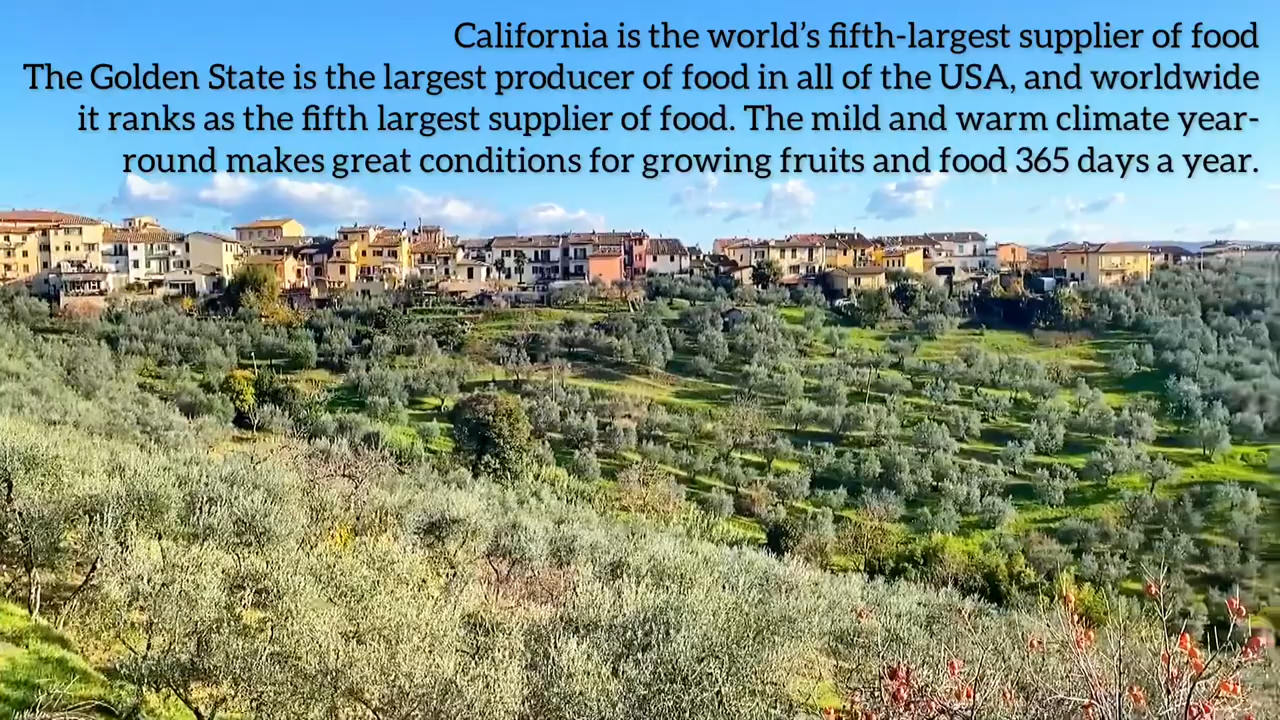 California is the world’s fifth-largest supplier of food
The Golden State is the largest producer of food in all of the USA, and worldwide
it ranks as the fifth largest supplier of food. The mild and warm climate year-
round makes great conditions for growing fruits and food 365 days a year.